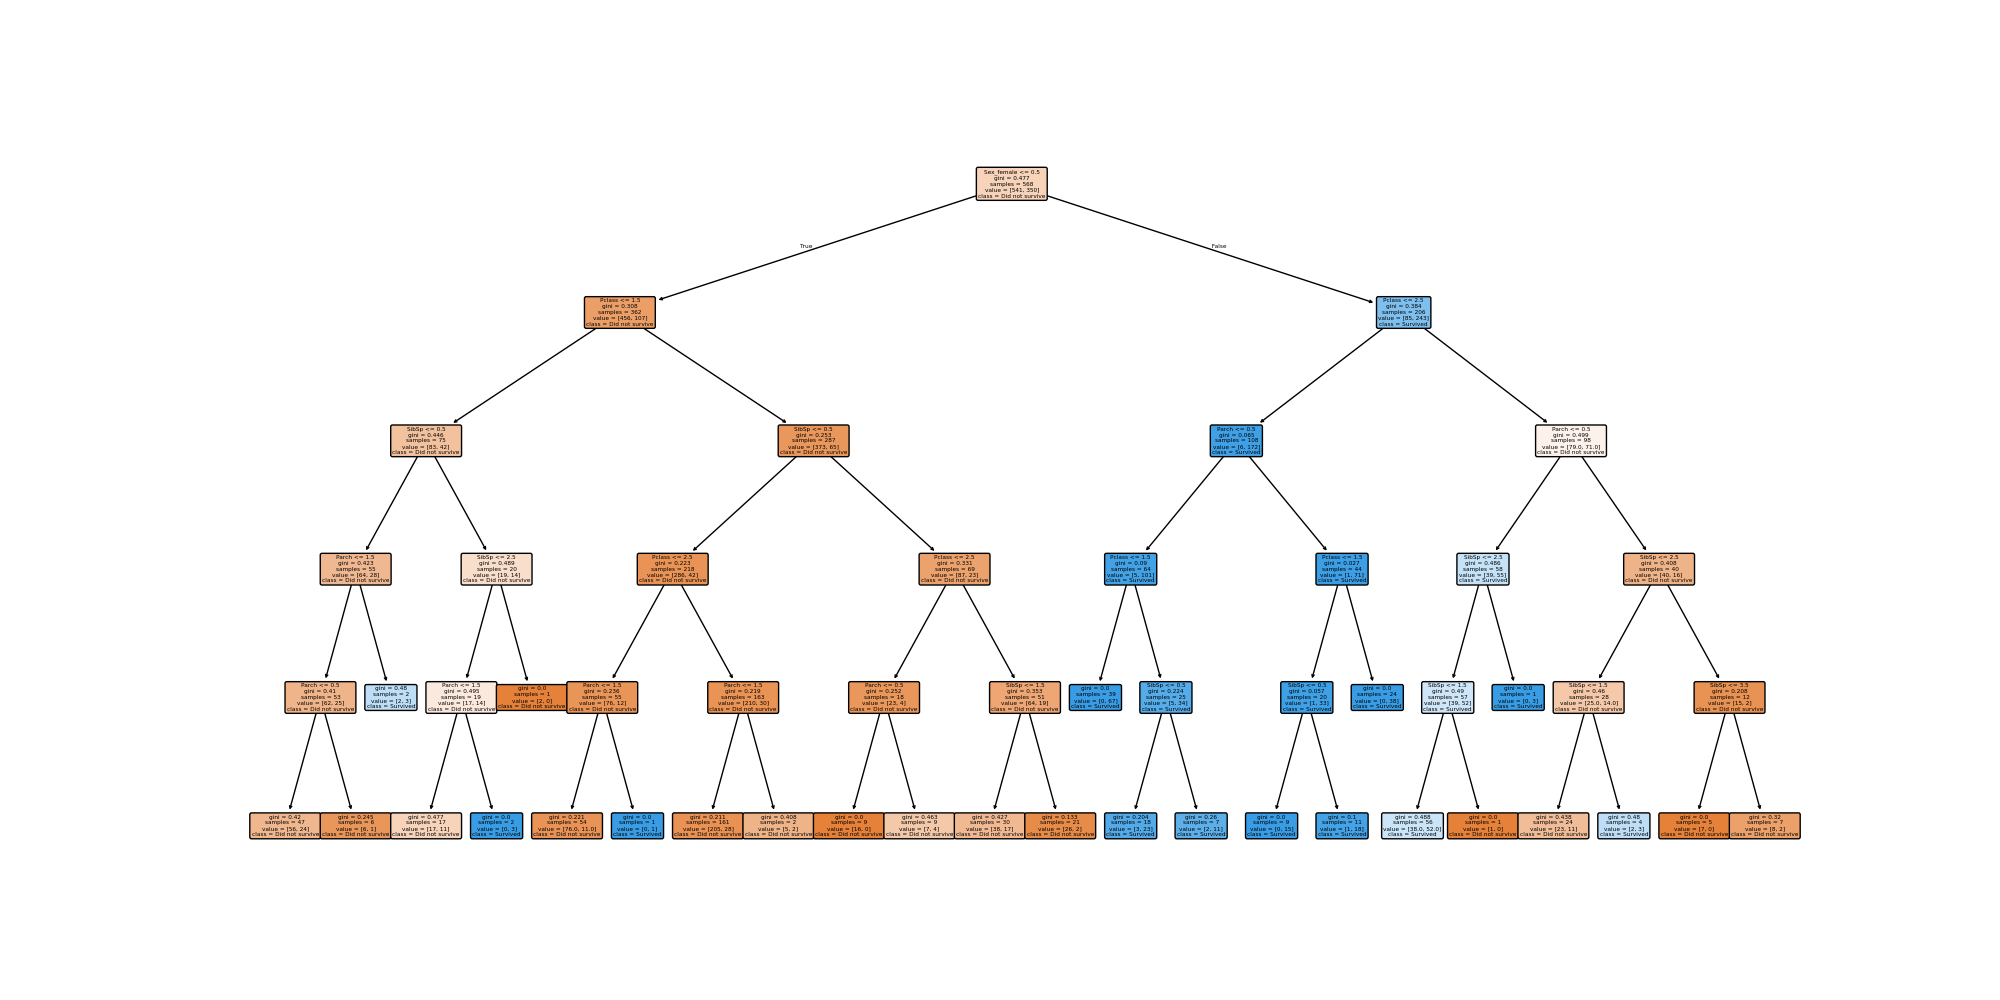 Sex_female <= 0.5
gini = 0.477
samples = 568
value = [541, 350]
class = Did not survive
True
False
Pclass <= 1.5
gini = 0.308
samples = 362
value = [456, 107]
class = Did not survive
Pclass <= 2.5
gini = 0.384
samples = 206
value = [85, 243]
class = Survived
SibSp <= 0.5
gini = 0.446
samples = 75
value = [83, 42]
class = Did not survive
SibSp <= 0.5
gini = 0.253
samples = 287
value = [373, 65]
class = Did not survive
Parch <= 0.5
gini = 0.065
samples = 108
value = [6, 172]
class = Survived
Parch <= 0.5
gini = 0.499
samples = 98
value = [79.0, 71.0]
class = Did not survive
Parch <= 1.5
gini = 0.423
samples = 55
value = [64, 28]
class = Did not survive
SibSp <= 2.5
gini = 0.489
samples = 20
value = [19, 14]
class = Did not survive
Pclass <= 2.5
gini = 0.223
samples = 218
value = [286, 42]
class = Did not survive
Pclass <= 2.5
gini = 0.331
samples = 69
value = [87, 23]
class = Did not survive
Pclass <= 1.5
gini = 0.09
samples = 64
value = [5, 101]
class = Survived
Pclass <= 1.5
gini = 0.027
samples = 44
value = [1, 71]
class = Survived
SibSp <= 2.5
gini = 0.486
samples = 58
value = [39, 55]
class = Survived
SibSp <= 2.5
gini = 0.408
samples = 40
value = [40, 16]
class = Did not survive
Parch <= 0.5
gini = 0.41
samples = 53
value = [62, 25]
class = Did not survive
gini = 0.48
samples = 2
value = [2, 3]
class = Survived
Parch <= 1.5
gini = 0.495
samples = 19
value = [17, 14]
class = Did not survive
gini = 0.0
samples = 1
value = [2, 0]
class = Did not survive
Parch <= 1.5
gini = 0.236
samples = 55
value = [76, 12]
class = Did not survive
Parch <= 1.5
gini = 0.219
samples = 163
value = [210, 30]
class = Did not survive
Parch <= 0.5
gini = 0.252
samples = 18
value = [23, 4]
class = Did not survive
SibSp <= 1.5
gini = 0.353
samples = 51
value = [64, 19]
class = Did not survive
gini = 0.0
samples = 39
value = [0, 67]
class = Survived
SibSp <= 0.5
gini = 0.224
samples = 25
value = [5, 34]
class = Survived
SibSp <= 0.5
gini = 0.057
samples = 20
value = [1, 33]
class = Survived
gini = 0.0
samples = 24
value = [0, 38]
class = Survived
SibSp <= 1.5
gini = 0.49
samples = 57
value = [39, 52]
class = Survived
gini = 0.0
samples = 1
value = [0, 3]
class = Survived
SibSp <= 1.5
gini = 0.46
samples = 28
value = [25.0, 14.0]
class = Did not survive
SibSp <= 3.5
gini = 0.208
samples = 12
value = [15, 2]
class = Did not survive
gini = 0.42
samples = 47
value = [56, 24]
class = Did not survive
gini = 0.245
samples = 6
value = [6, 1]
class = Did not survive
gini = 0.477
samples = 17
value = [17, 11]
class = Did not survive
gini = 0.0
samples = 2
value = [0, 3]
class = Survived
gini = 0.221
samples = 54
value = [76.0, 11.0]
class = Did not survive
gini = 0.0
samples = 1
value = [0, 1]
class = Survived
gini = 0.211
samples = 161
value = [205, 28]
class = Did not survive
gini = 0.408
samples = 2
value = [5, 2]
class = Did not survive
gini = 0.0
samples = 9
value = [16, 0]
class = Did not survive
gini = 0.463
samples = 9
value = [7, 4]
class = Did not survive
gini = 0.427
samples = 30
value = [38, 17]
class = Did not survive
gini = 0.133
samples = 21
value = [26, 2]
class = Did not survive
gini = 0.204
samples = 18
value = [3, 23]
class = Survived
gini = 0.26
samples = 7
value = [2, 11]
class = Survived
gini = 0.0
samples = 9
value = [0, 15]
class = Survived
gini = 0.1
samples = 11
value = [1, 18]
class = Survived
gini = 0.488
samples = 56
value = [38.0, 52.0]
class = Survived
gini = 0.0
samples = 1
value = [1, 0]
class = Did not survive
gini = 0.438
samples = 24
value = [23, 11]
class = Did not survive
gini = 0.48
samples = 4
value = [2, 3]
class = Survived
gini = 0.0
samples = 5
value = [7, 0]
class = Did not survive
gini = 0.32
samples = 7
value = [8, 2]
class = Did not survive